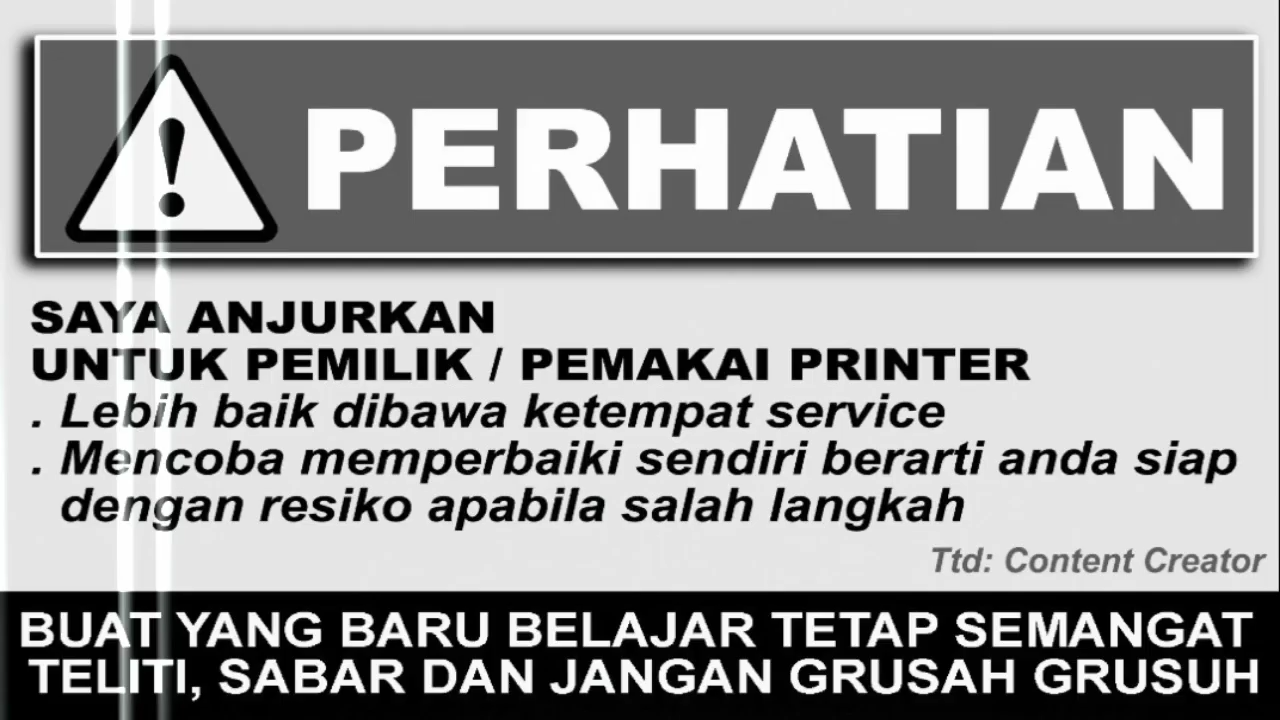 PERHATIAN
SAYA ANJURKAN
UNTUK PEMILIK / PEMAKAI PRINTER
. Lebih baik dibawa ketempat service
. Mencoba memperbaiki sendiri berarti anda siap
dengan resiko apabila salah langkah
Ttd: Content Creator
BUAT YANG BARU BELAJAR TETAP SEMANGAT
TELITI, SABAR DAN JANGAN GRUSAH GRUSUH